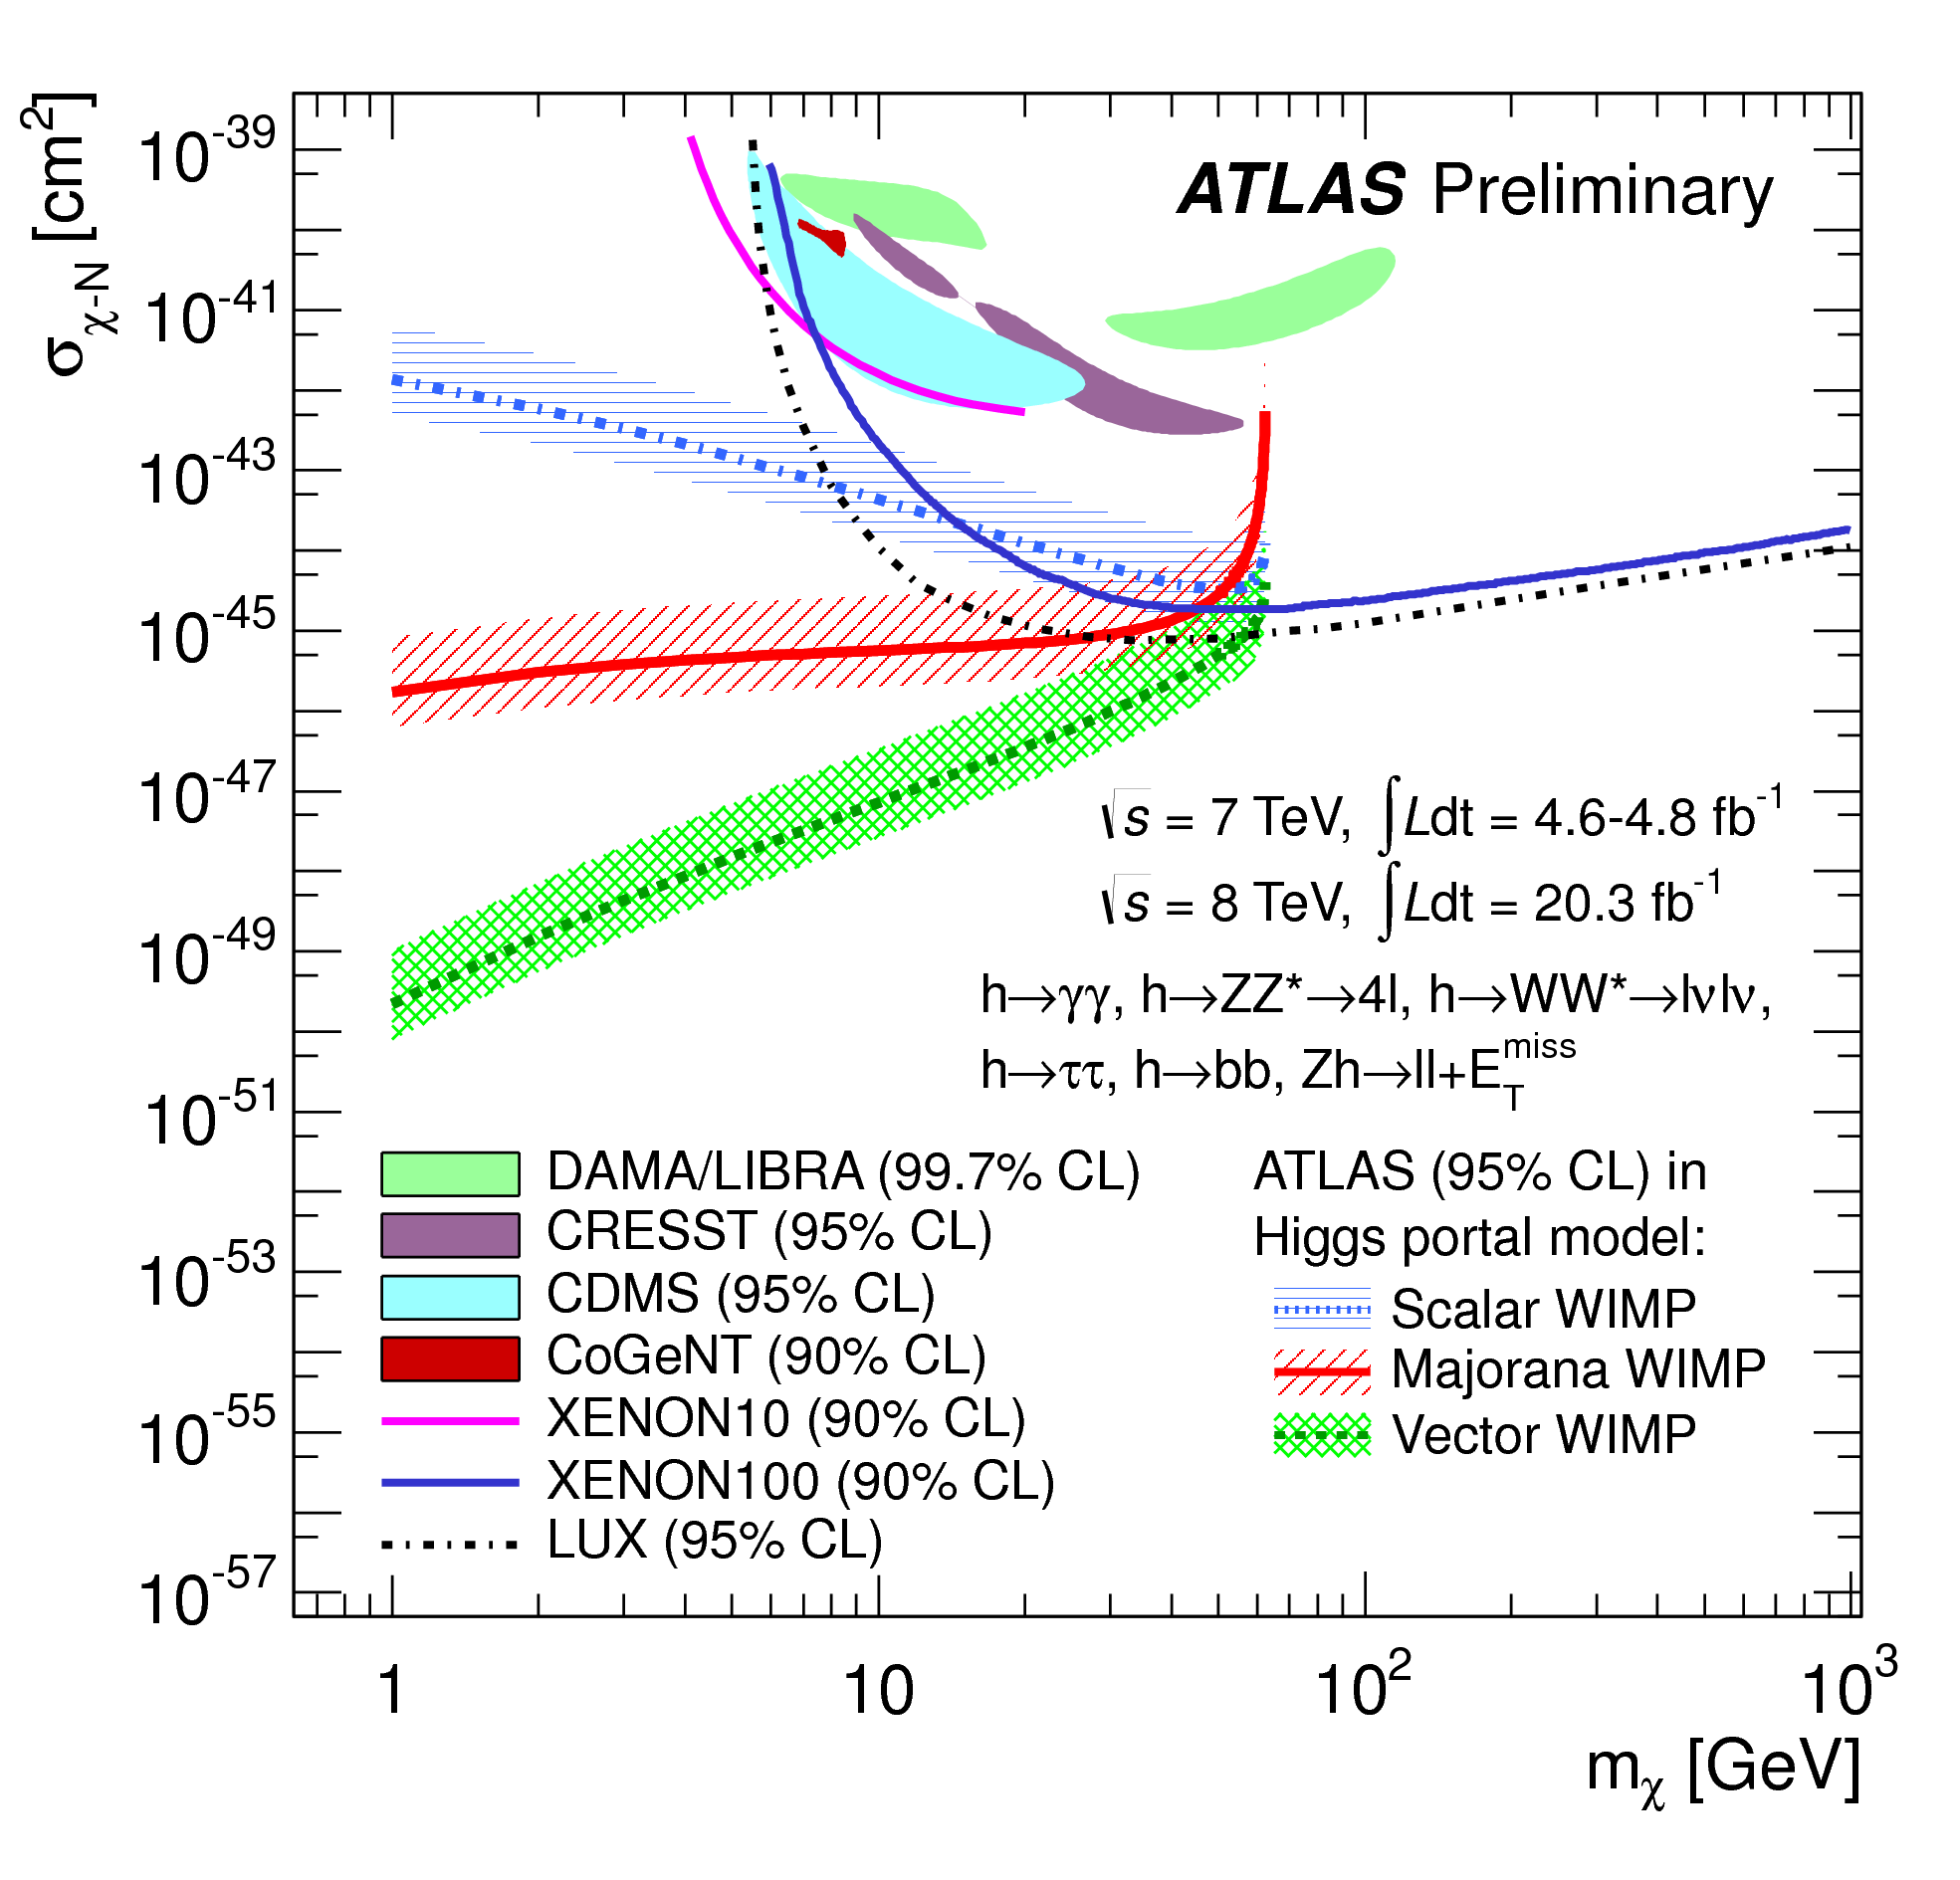 σχ-N [cm2]
10-39
10-41
10-43
10-45
10-47
10-49
10-51
10-53
10-55
10-57
ATLAS Preliminary
√s = 7 TeV, ∫Ldt = 4.6-4.8 fb-1
√s = 8 TeV, ∫Ldt = 20.3 fb-1
h→γγ, h→ZZ*→4l, h→WW*→lνlν,
h→ττ, h→bb, Zh→ll+ETmiss
DAMA/LIBRA (99.7% CL)
CRESST (95% CL)
CDMS (95% CL)
CoGeNT (90% CL)
XENON10 (90% CL)
XENON100 (90% CL)
LUX (95% CL)
ATLAS (95% CL) in
Higgs portal model:
Scalar WIMP
Majorana WIMP
Vector WIMP
1 10 102 103
mχ [GeV]